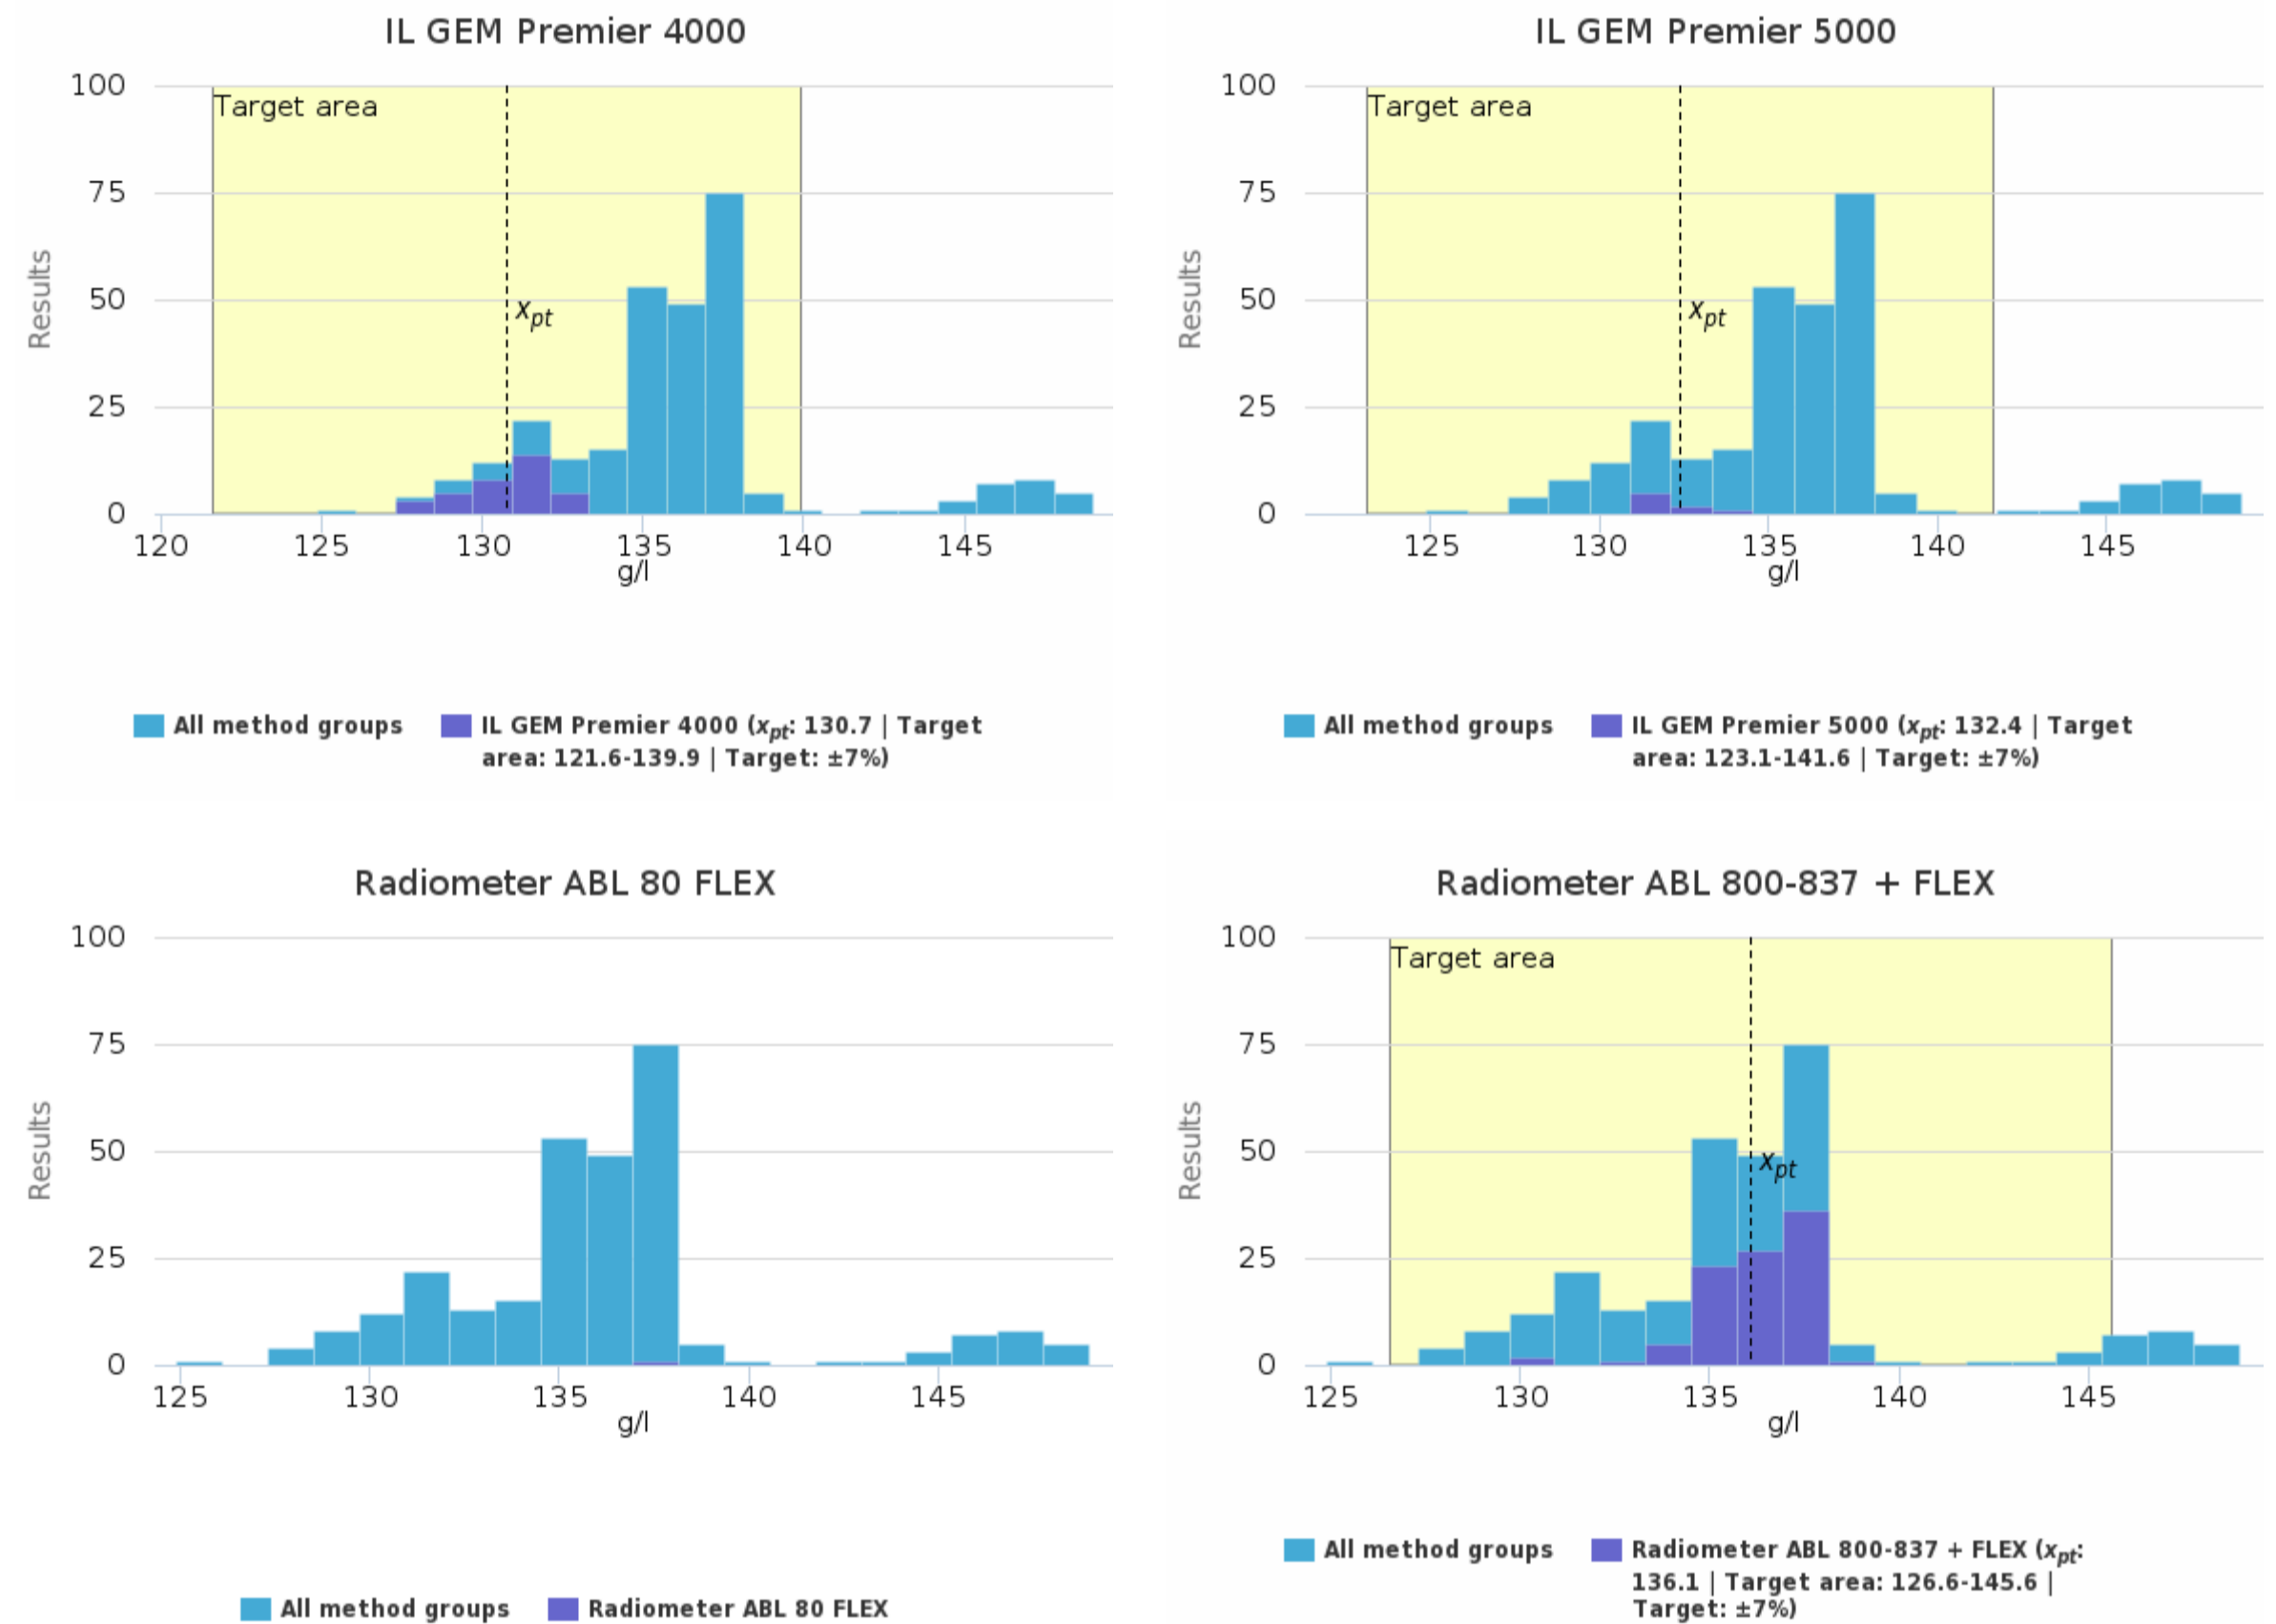 IL GEM Premier 4000
100
Target area
75
Results
50
xpt
25
0
120 125 130 135 140 145
g/l
All method groups
IL GEM Premier 4000 (xpt: 130.7 | Target
area: 121.6-139.9 | Target: ±7%)
IL GEM Premier 5000
100
Target area
75
Results
50
xpt
25
0
125 130 135 140 145
g/l
All method groups
IL GEM Premier 5000 (xpt: 132.4 | Target
area: 123.1-141.6 | Target: ±7%)
Radiometer ABL 80 FLEX
100
75
Results
50
25
0
125 130 135 140 145
g/l
All method groups
Radiometer ABL 80 FLEX
Radiometer ABL 800-837 + FLEX
100
Target area
75
Results
50
xpt
25
0
125 130 135 140 145
g/l
All method groups
Radiometer ABL 800-837 + FLEX (xpt:
136.1 | Target area: 126.6-145.6 |
Target: ±7%)